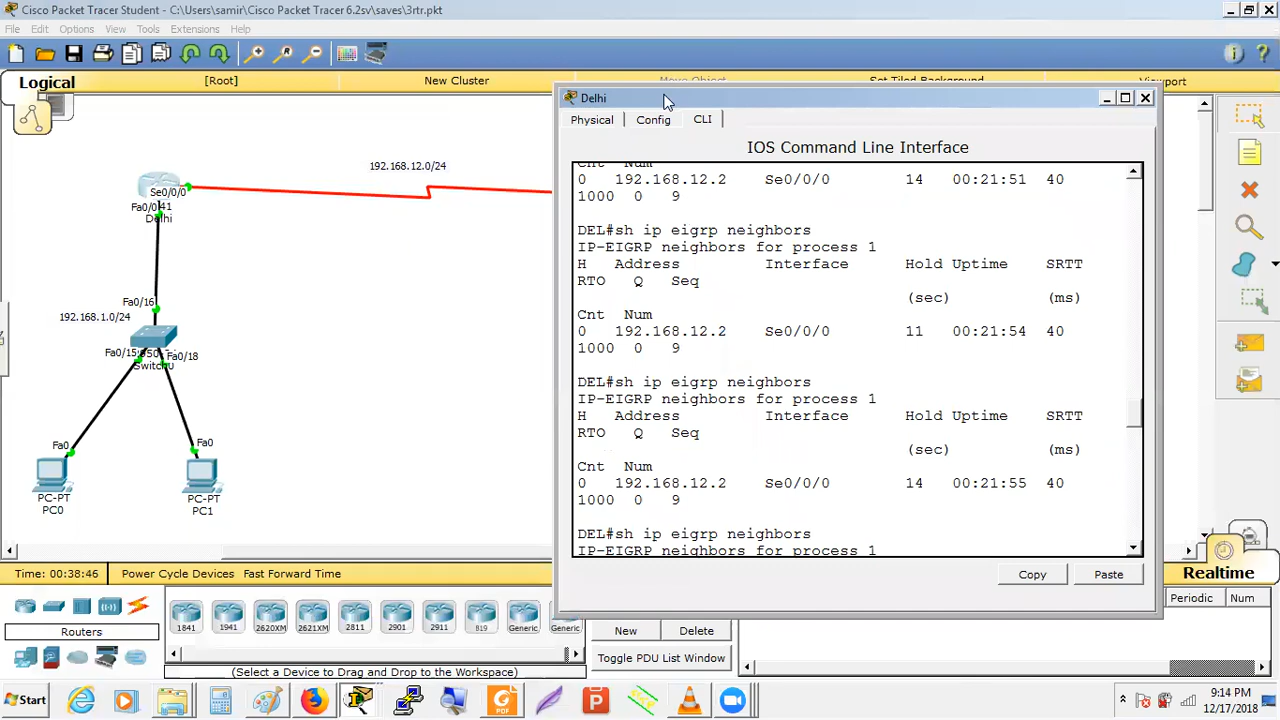 Cisco Packet Tracer Student - C:\Users\samir\Cisco Packet Tracer 6.2sv\saves\3rtr.pkt
File Edit Options View Tools Extensions Help
Logical [Root] New Cluster Move Object Set Tiled Background Viewport
Delhi
Physical Config CLI
IOS Command Line Interface
Cnt Num
0 192.168.12.2 Se0/0/0 14 00:21:51 40
1000 0 9
DEL#sh ip eigrp neighbors
IP-EIGRP neighbors for process 1
H Address Interface Hold Uptime SRTT
RTO Q Seq
(sec) (ms)
Cnt Num
0 192.168.12.2 Se0/0/0 11 00:21:54 40
1000 0 9
DEL#sh ip eigrp neighbors
IP-EIGRP neighbors for process 1
H Address Interface Hold Uptime SRTT
RTO Q Seq
(sec) (ms)
Cnt Num
0 192.168.12.2 Se0/0/0 14 00:21:55 40
1000 0 9
DEL#sh ip eigrp neighbors
IP-EIGRP neighbors for process 1
Copy Paste
192.168.12.0/24
Se0/0/0
Fa0/0
41
Delhi
Fa0/16
192.168.1.0/24
Fa0/15
Fa0/18
Fa0
Fa0
PC-PT
PC0
PC-PT
PC1
Time: 00:38:46 Power Cycle Devices Fast Forward Time
Realtime
Routers
1841 1941 2620XM 2621XM 2811 2901 2911 819 Generic Generic
(Select a Device to Drag and Drop to the Workspace)
New Delete
Toggle PDU List Window
Periodic Num
Start
PDF
9:14 PM
12/17/2018